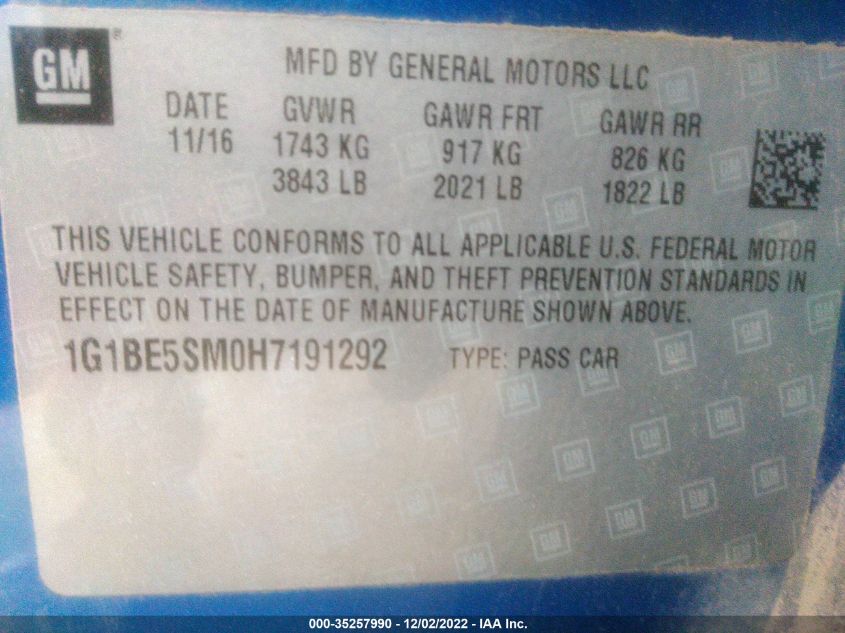 GM
MFD BY GENERAL MOTORS LLC
DATE GVWR GAWR FRT GAWR RR
11/16 1743 KG 917 KG 826 KG
3843 LB 2021 LB 1822 LB
THIS VEHICLE CONFORMS TO ALL APPLICABLE U.S. FEDERAL MOTOR
VEHICLE SAFETY, BUMPER, AND THEFT PREVENTION STANDARDS IN
EFFECT ON THE DATE OF MANUFACTURE SHOWN ABOVE.
1G1BE5SM0H7191292 TYPE: PASS CAR
000-35257990 - 12/02/2022 - IAA Inc.